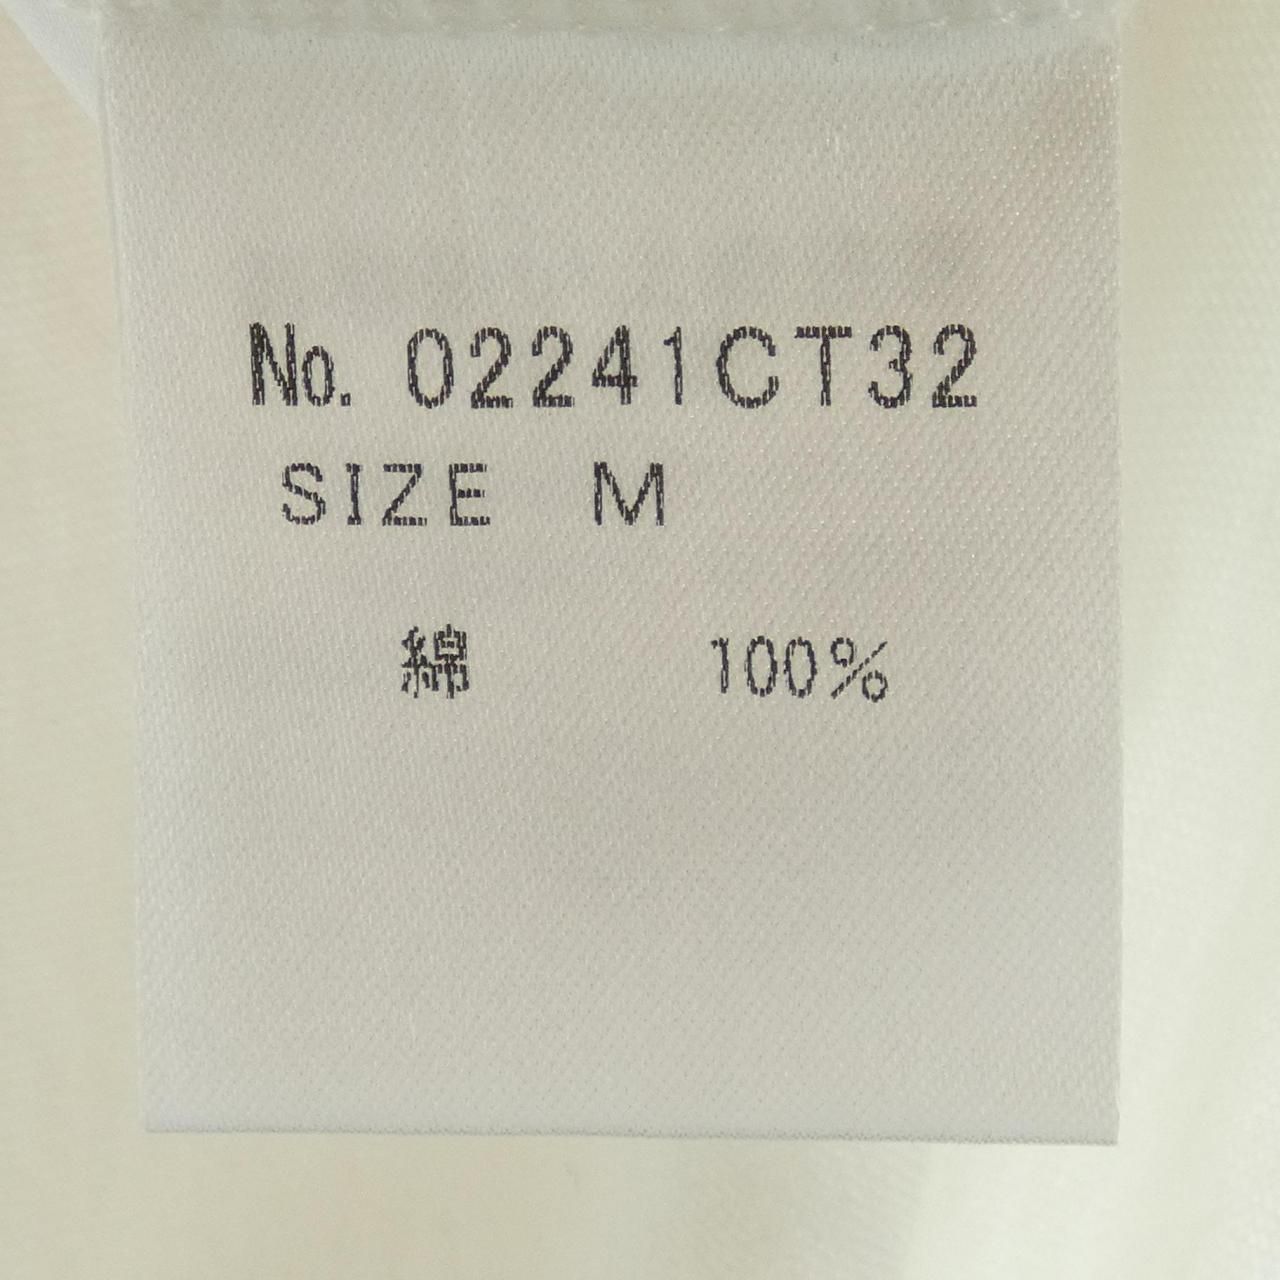 No. 02241CT32
SIZE M
綿 100%